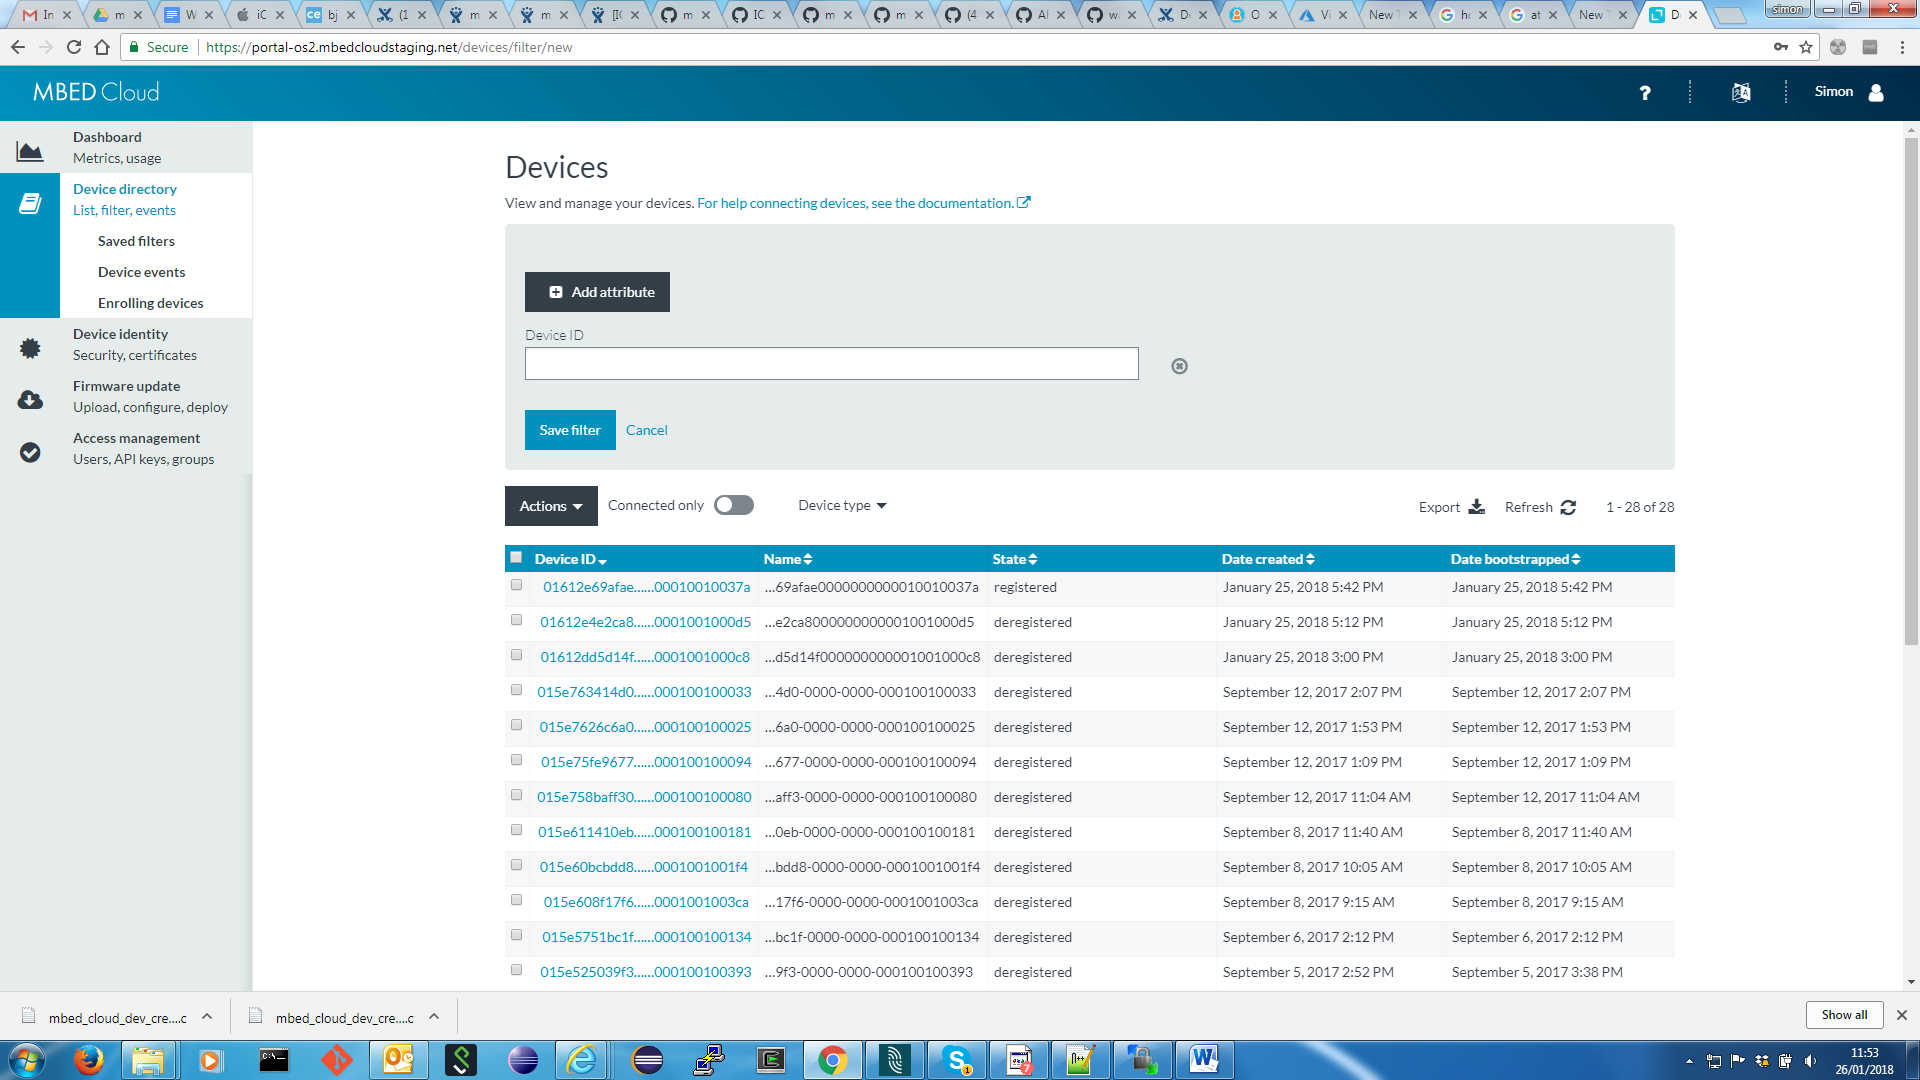 In
m
W
iC
ce bj
(1
m
m
[IC
m
IC
m
m
(4
Al
w
D
O
Vi
New
G h
G at
New
D
simon
Secure
https://portal-os2.mbedcloudstaging.net/devices/filter/new
MBED Cloud
?
Simon
Dashboard
Metrics, usage
Device directory
List, filter, events
Saved filters
Device events
Enrolling devices
Device identity
Security, certificates
Firmware update
Upload, configure, deploy
Access management
Users, API keys, groups
Devices
View and manage your devices. For help connecting devices, see the documentation.
Add attribute
Device ID
Save filter Cancel
Actions Connected only Device type Export Refresh 1 - 28 of 28
Device ID Name State Date created Date bootstrapped
01612e69afae......00010010037a ...69afae0000000000010010037a registered January 25, 2018 5:42 PM January 25, 2018 5:42 PM
01612e4e2ca8......0001001000d5 ...e2ca8000000000001001000d5 deregistered January 25, 2018 5:12 PM January 25, 2018 5:12 PM
01612dd5d14f......0001001000c8 ...d5d14f000000000001001000c8 deregistered January 25, 2018 3:00 PM January 25, 2018 3:00 PM
015e763414d0......000100100033 ...4d0-0000-0000-000100100033 deregistered September 12, 2017 2:07 PM September 12, 2017 2:07 PM
015e7626c6a0......000100100025 ...6a0-0000-0000-000100100025 deregistered September 12, 2017 1:53 PM September 12, 2017 1:53 PM
015e75fe9677......000100100094 ...677-0000-0000-000100100094 deregistered September 12, 2017 1:09 PM September 12, 2017 1:09 PM
015e758baff30......000100100080 ...aff3-0000-0000-000100100080 deregistered September 12, 2017 11:04 AM September 12, 2017 11:04 AM
015e611410eb......000100100181 ...0eb-0000-0000-000100100181 deregistered September 8, 2017 11:40 AM September 8, 2017 11:40 AM
015e60bcbdd8......0001001001f4 ...bdd8-0000-0000-0001001001f4 deregistered September 8, 2017 10:05 AM September 8, 2017 10:05 AM
015e608f17f6......0001001003ca ...17f6-0000-0000-0001001003ca deregistered September 8, 2017 9:15 AM September 8, 2017 9:15 AM
015e5751bc1f......000100100134 ...bc1f-0000-0000-000100100134 deregistered September 6, 2017 2:12 PM September 6, 2017 2:12 PM
015e525039f3......000100100393 ...9f3-0000-0000-000100100393 deregistered September 5, 2017 2:52 PM September 5, 2017 3:38 PM
mbed_cloud_dev_cre....c
mbed_cloud_dev_cre....c
Show all
11:53
26/01/2018